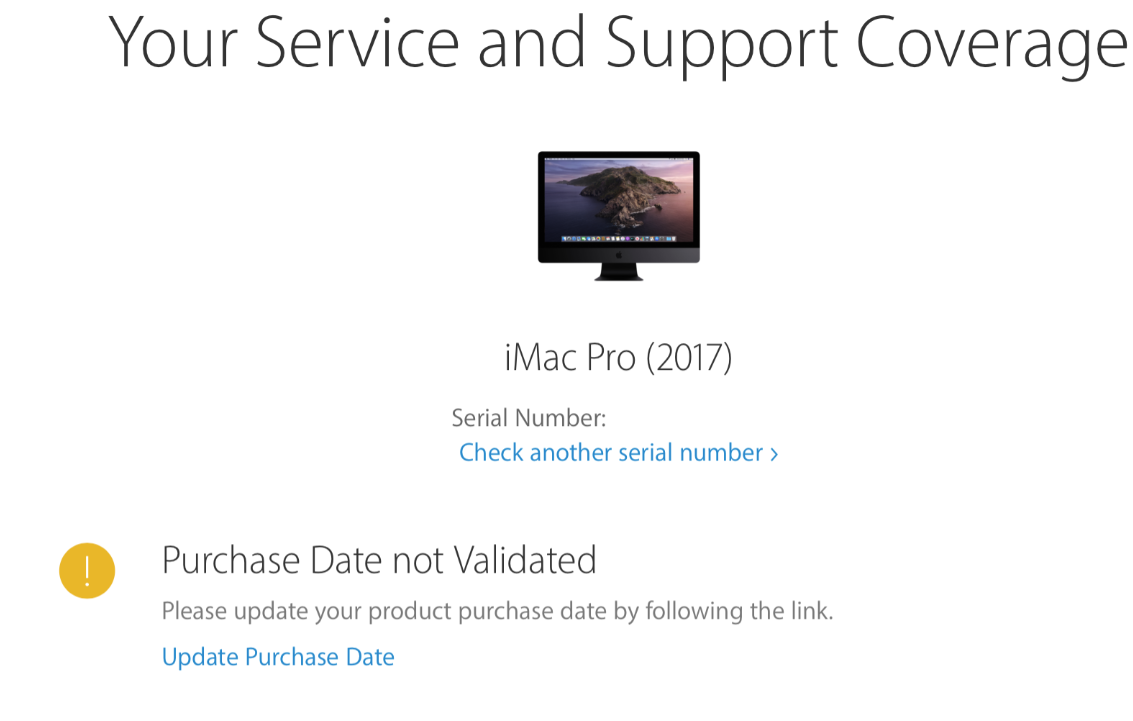 Your Service and Support Coverage
iMac Pro (2017)
Serial Number:
Check another serial number ›
Purchase Date not Validated
Please update your product purchase date by following the link.
Update Purchase Date